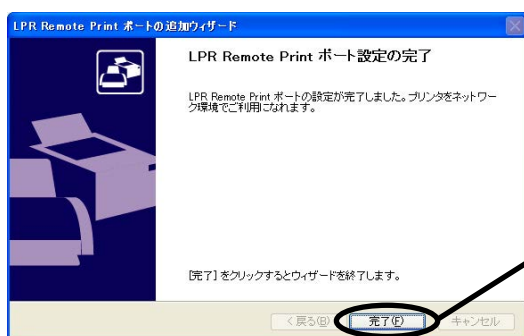 LPR Remote Print ポートの追加ウィザード
LPR Remote Print ポート設定の完了
LPR Remote Print ポートの設定が完了しました。プリンタをネットワー
ク環境でご利用になれます。
[完了] をクリックするとウィザードを終了します。
< 戻る(B) 完了(F) キャンセル